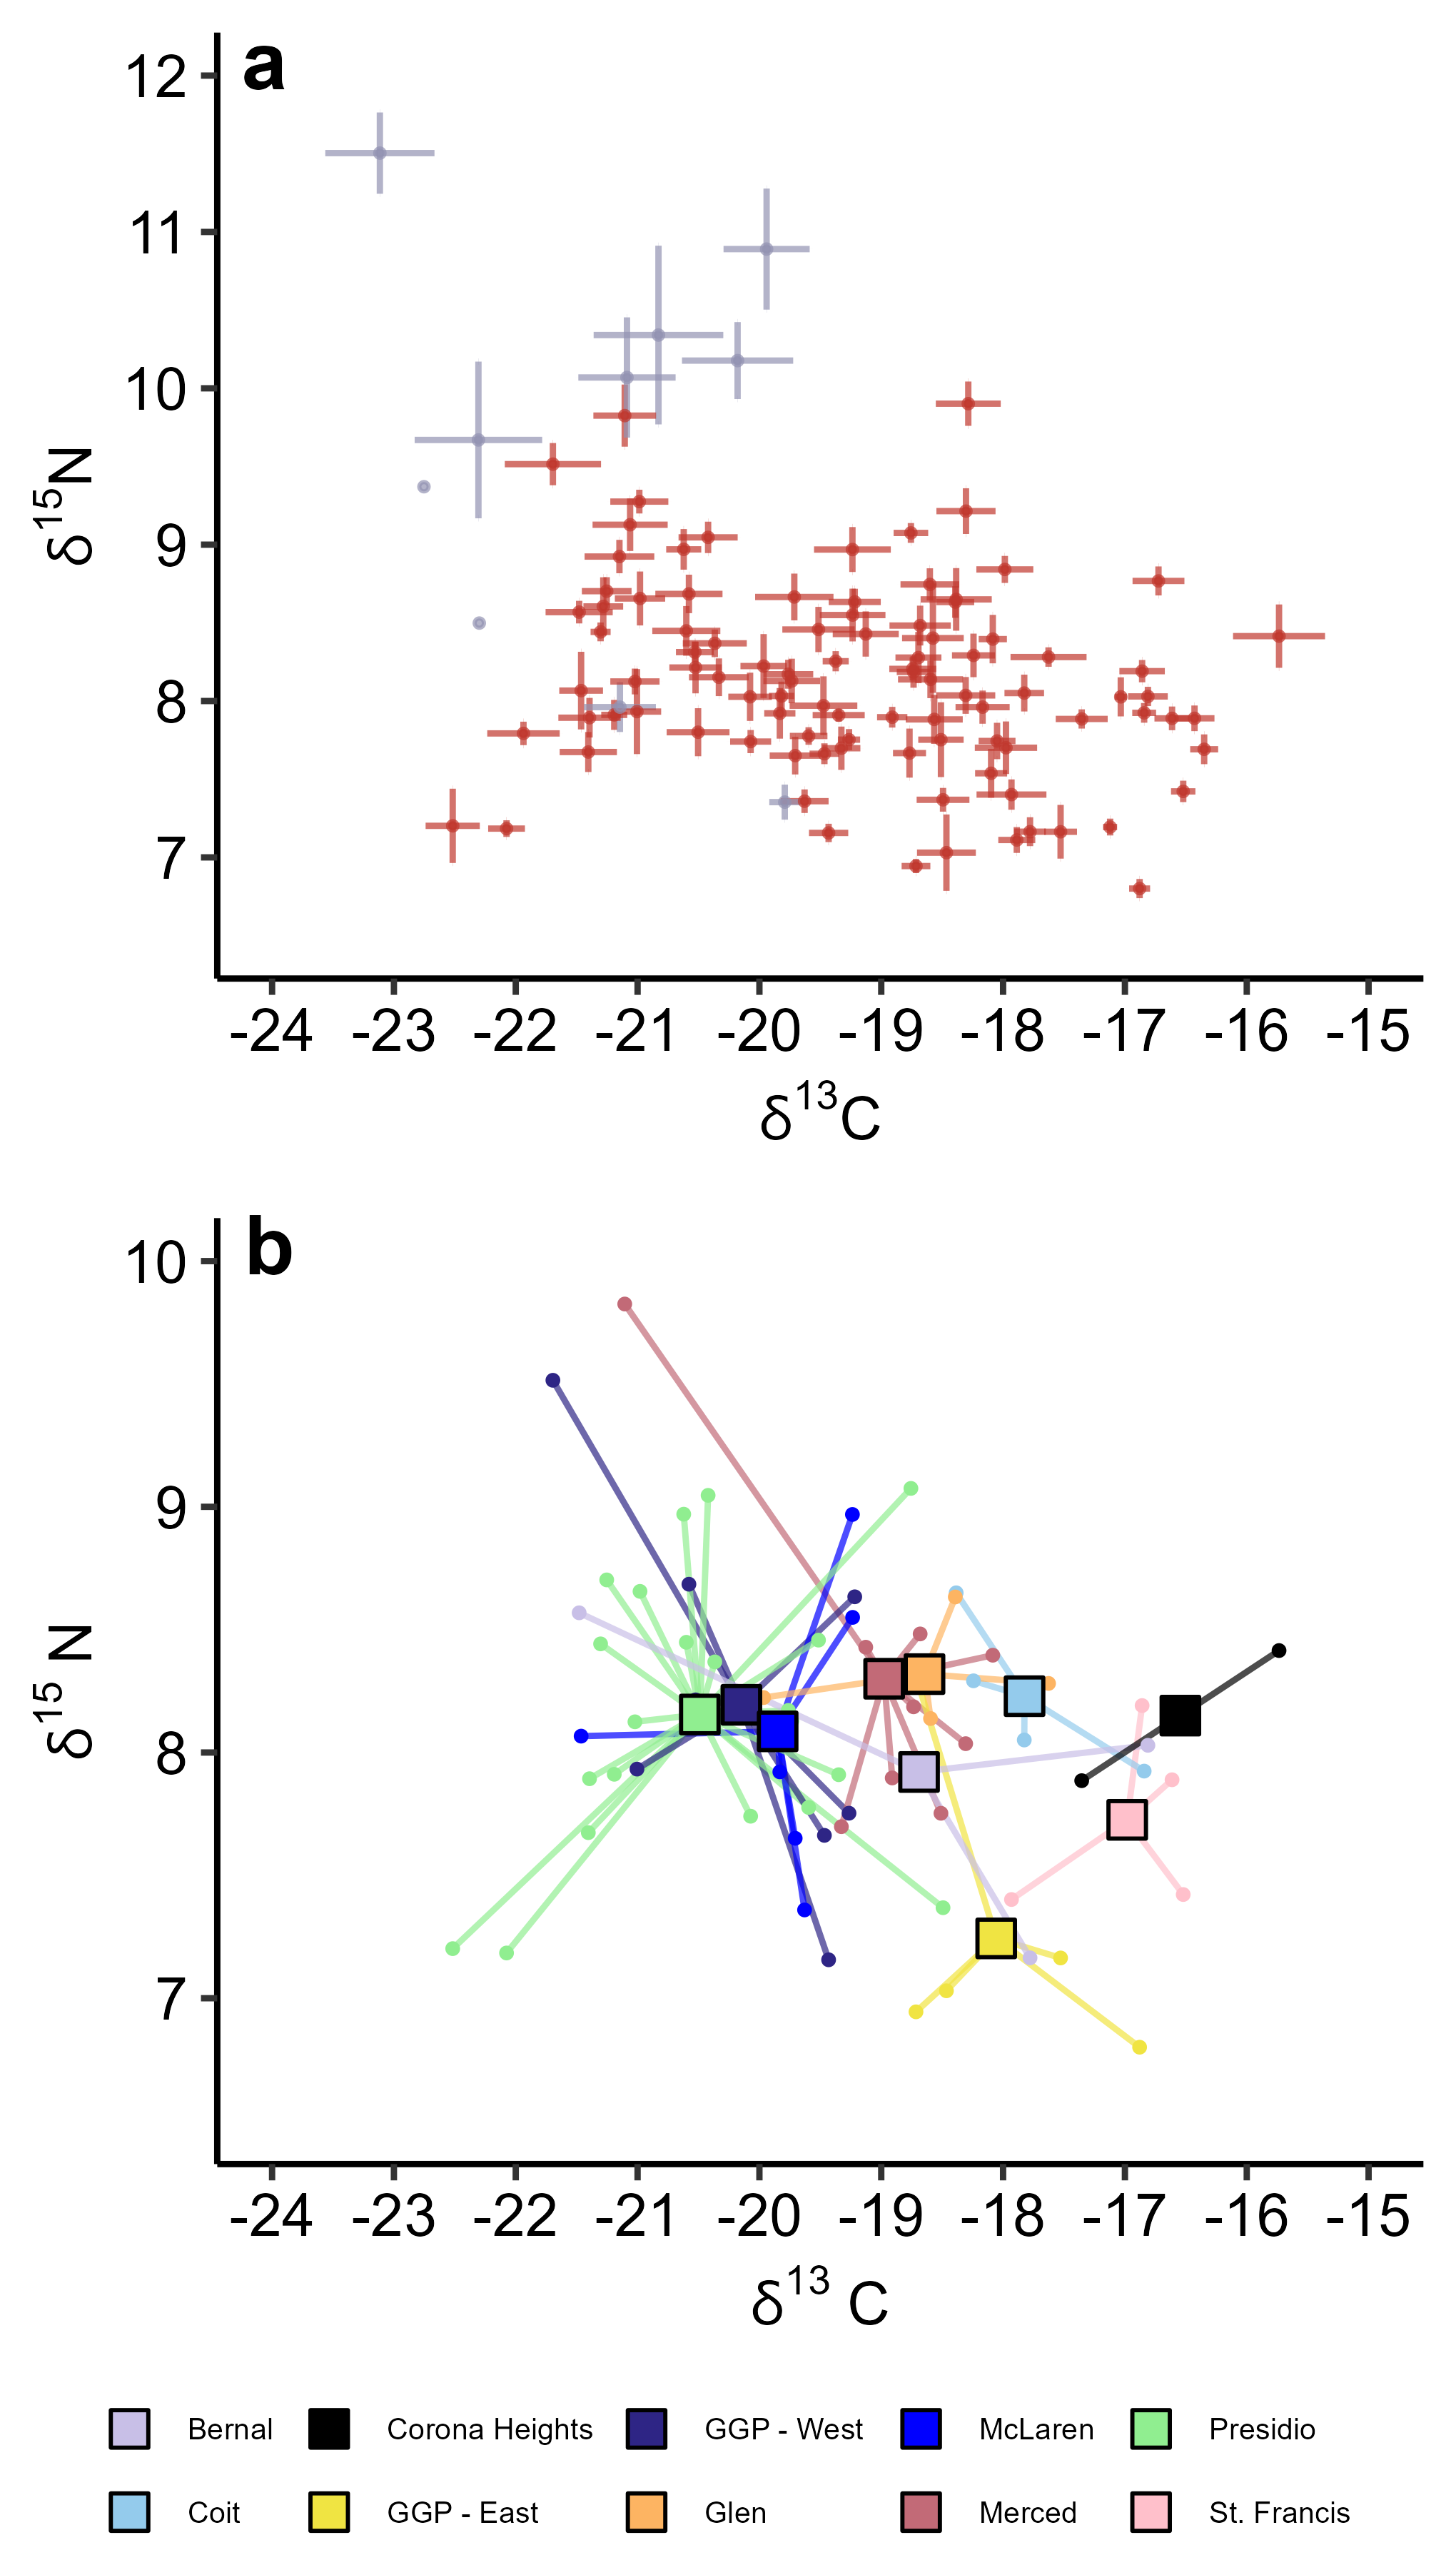 a
12
11
10
9
8
7
δ¹⁵N
-24 -23 -22 -21 -20 -19 -18 -17 -16 -15
δ¹³C
b
10
9
8
7
δ¹⁵ N
-24 -23 -22 -21 -20 -19 -18 -17 -16 -15
δ¹³ C
Bernal Corona Heights GGP - West McLaren Presidio
Coit GGP - East Glen Merced St. Francis